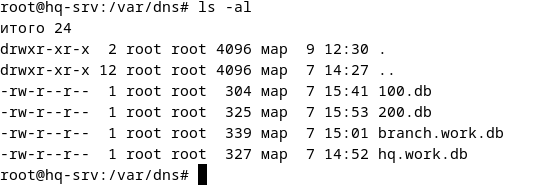 root@hq-srv:/var/dns# ls -al
итого 24
drwxr-xr-x  2 root root 4096 мар  9 12:30 .
drwxr-xr-x 12 root root 4096 мар  7 14:27 ..
-rw-r--r--  1 root root  304 мар  7 15:41 100.db
-rw-r--r--  1 root root  325 мар  7 15:53 200.db
-rw-r--r--  1 root root  339 мар  7 15:01 branch.work.db
-rw-r--r--  1 root root  327 мар  7 14:52 hq.work.db
root@hq-srv:/var/dns#